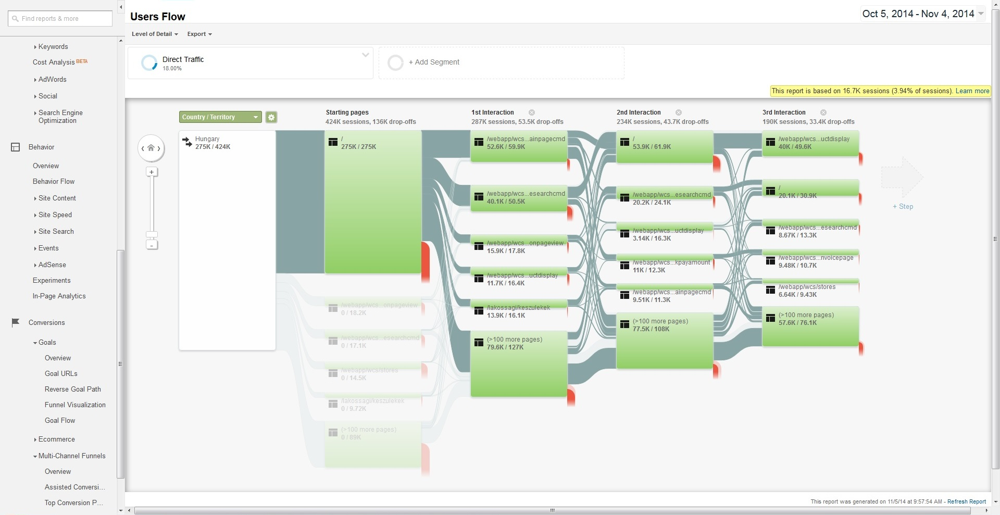 Find reports & more
Keywords
Cost Analysis BETA
AdWords
Social
Search Engine
Optimization
Behavior
Overview
Behavior Flow
Site Content
Site Speed
Site Search
Events
AdSense
Experiments
In-Page Analytics
Conversions
Goals
Overview
Goal URLs
Reverse Goal Path
Funnel Visualization
Goal Flow
Ecommerce
Multi-Channel Funnels
Overview
Assisted Conversi...
Top Conversion P...
Users Flow
Oct 5, 2014 - Nov 4, 2014
Level of Detail
Export
Direct Traffic
18.00%
+ Add Segment
This report is based on 16.7K sessions (3.94% of sessions). Learn more
Country / Territory
Hungary
275K / 424K
+
-
Starting pages
424K sessions, 136K drop-offs
/
275K / 275K
/webapp/wcs...onpageview
0 / 18.2K
/webapp/wcs...esearchcmd
0 / 17.1K
/webapp/wcs/stores
0 / 14.5K
/lakossagi/keszulekek
0 / 9.72K
(>100 more pages)
0 / 89K
1st Interaction
287K sessions, 53.5K drop-offs
/webapp/wcs...ainpagecmd
52.6K / 59.9K
/webapp/wcs...esearchcmd
40.1K / 50.5K
/webapp/wcs...onpageview
15.9K / 17.8K
/webapp/wcs...uctdisplay
11.7K / 16.4K
/lakossagi/keszulekek
13.9K / 16.1K
(>100 more pages)
79.6K / 127K
2nd Interaction
234K sessions, 43.7K drop-offs
/
53.9K / 61.9K
/webapp/wcs...esearchcmd
20.2K / 24.1K
/webapp/wcs...uctdisplay
3.14K / 16.3K
/webapp/wcs...kpayamount
11K / 12.3K
/webapp/wcs...ainpagecmd
9.51K / 11.3K
(>100 more pages)
77.5K / 108K
3rd Interaction
190K sessions, 33.4K drop-offs
/webapp/wcs...uctdisplay
40K / 49.6K
/
20.1K / 30.9K
/webapp/wcs...esearchcmd
8.67K / 13.3K
/webapp/wcs...nvoicepage
9.48K / 10.7K
/webapp/wcs/stores
6.64K / 9.43K
(>100 more pages)
57.6K / 76.1K
+ Step
This report was generated on 11/5/14 at 9:57:54 AM - Refresh Report